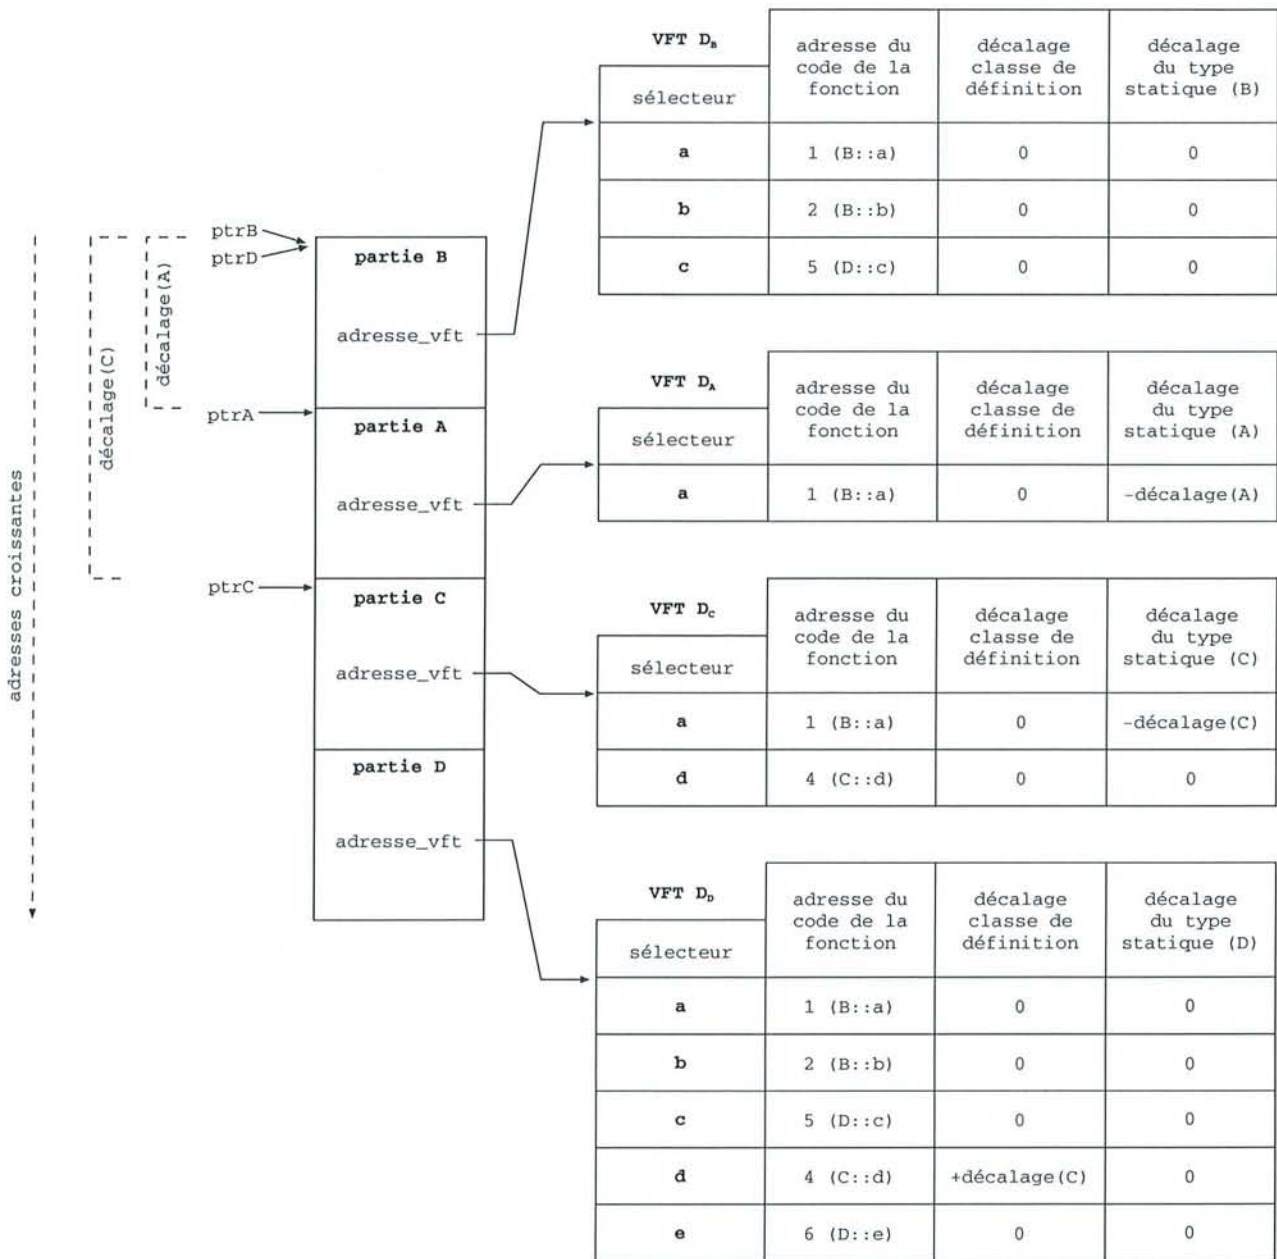 adresses croissantes
décalage(C)
décalage(A)
ptrB
ptrD
ptrA
ptrC
partie B
adresse_vft
partie A
adresse_vft
partie C
adresse_vft
partie D
adresse_vft
VFT D_B
sélecteur
adresse du
code de la
fonction
décalage
classe de
définition
décalage
du type
statique (B)
a 1 (B::a) 0 0
b 2 (B::b) 0 0
c 5 (D::c) 0 0
VFT D_A
sélecteur
adresse du
code de la
fonction
décalage
classe de
définition
décalage
du type
statique (A)
a 1 (B::a) 0 -décalage(A)
VFT D_C
sélecteur
adresse du
code de la
fonction
décalage
classe de
définition
décalage
du type
statique (C)
a 1 (B::a) 0 -décalage(C)
d 4 (C::d) 0 0
VFT D_D
sélecteur
adresse du
code de la
fonction
décalage
classe de
définition
décalage
du type
statique (D)
a 1 (B::a) 0 0
b 2 (B::b) 0 0
c 5 (D::c) 0 0
d 4 (C::d) +décalage(C) 0
e 6 (D::e) 0 0